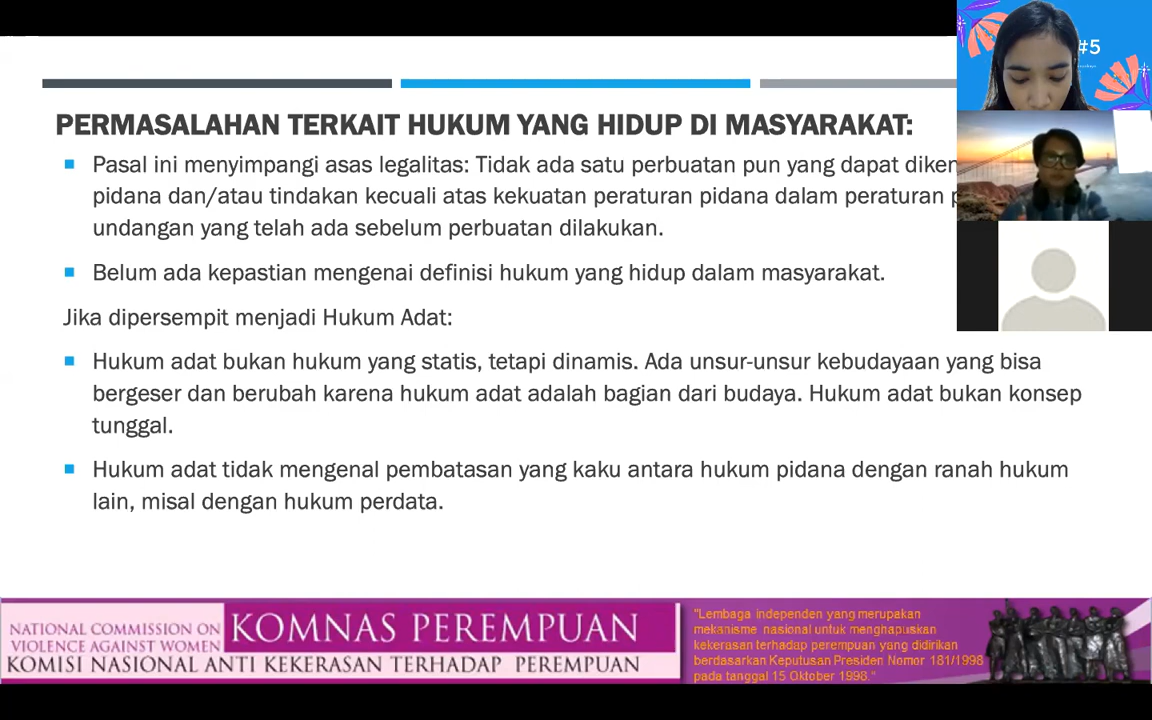 #5
PERMASALAHAN TERKAIT HUKUM YANG HIDUP DI MASYARAKAT:
Pasal ini menyimpangi asas legalitas: Tidak ada satu perbuatan pun yang dapat
pidana dan/atau tindakan kecuali atas kekuatan peraturan pidana dalam peraturan
undangan yang telah ada sebelum perbuatan dilakukan.
Belum ada kepastian mengenai definisi hukum yang hidup dalam masyarakat.
Jika dipersempit menjadi Hukum Adat:
Hukum adat bukan hukum yang statis, tetapi dinamis. Ada unsur-unsur kebudayaan yang bisa
bergeser dan berubah karena hukum adat adalah bagian dari budaya. Hukum adat bukan konsep
tunggal.
Hukum adat tidak mengenal pembatasan yang kaku antara hukum pidana dengan ranah hukum
lain, misal dengan hukum perdata.
NATIONAL COMMISSION ON
VIOLENCE AGAINST WOMEN
KOMNAS PEREMPUAN
KOMISI NASIONAL ANTI KEKERASAN TERHADAP PEREMPUAN
"Lembaga independen yang merupakan
mekanisme nasional untuk menghapuskan
kekerasan terhadap perempuan yang didirikan
berdasarkan Keputusan Presiden Nomor 181/1998
pada tanggal 15 Oktober 1998."